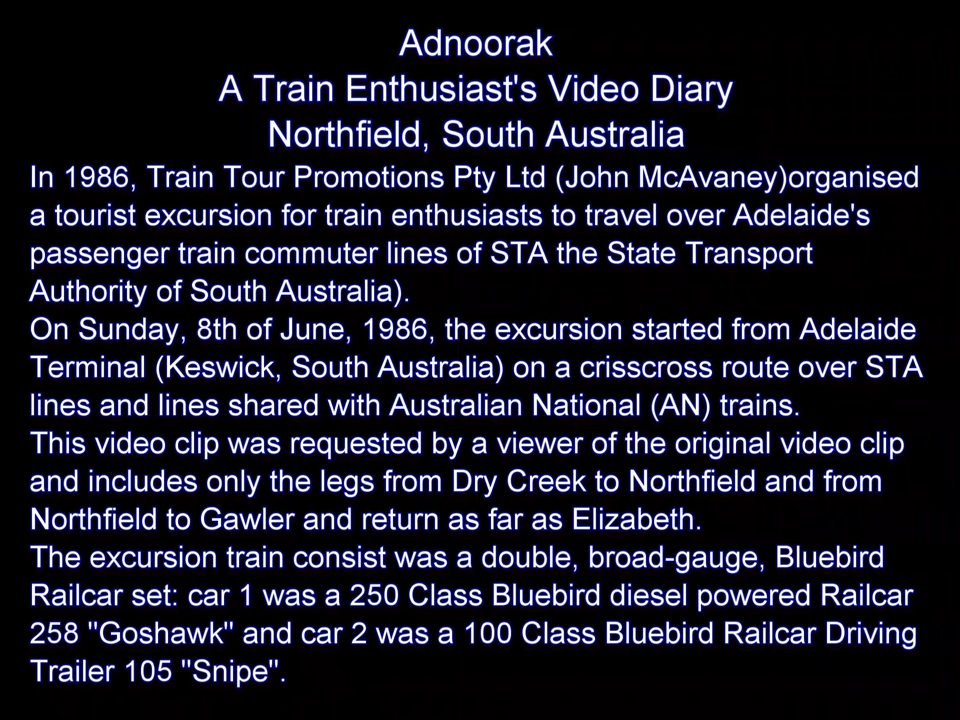 Adnoorak
A Train Enthusiast's Video Diary
Northfield, South Australia
In 1986, Train Tour Promotions Pty Ltd (John McAvaney)organised
a tourist excursion for train enthusiasts to travel over Adelaide's
passenger train commuter lines of STA the State Transport
Authority of South Australia).
On Sunday, 8th of June, 1986, the excursion started from Adelaide
Terminal (Keswick, South Australia) on a crisscross route over STA
lines and lines shared with Australian National (AN) trains.
This video clip was requested by a viewer of the original video clip
and includes only the legs from Dry Creek to Northfield and from
Northfield to Gawler and return as far as Elizabeth.
The excursion train consist was a double, broad-gauge, Bluebird
Railcar set: car 1 was a 250 Class Bluebird diesel powered Railcar
258 "Goshawk" and car 2 was a 100 Class Bluebird Railcar Driving
Trailer 105 "Snipe".